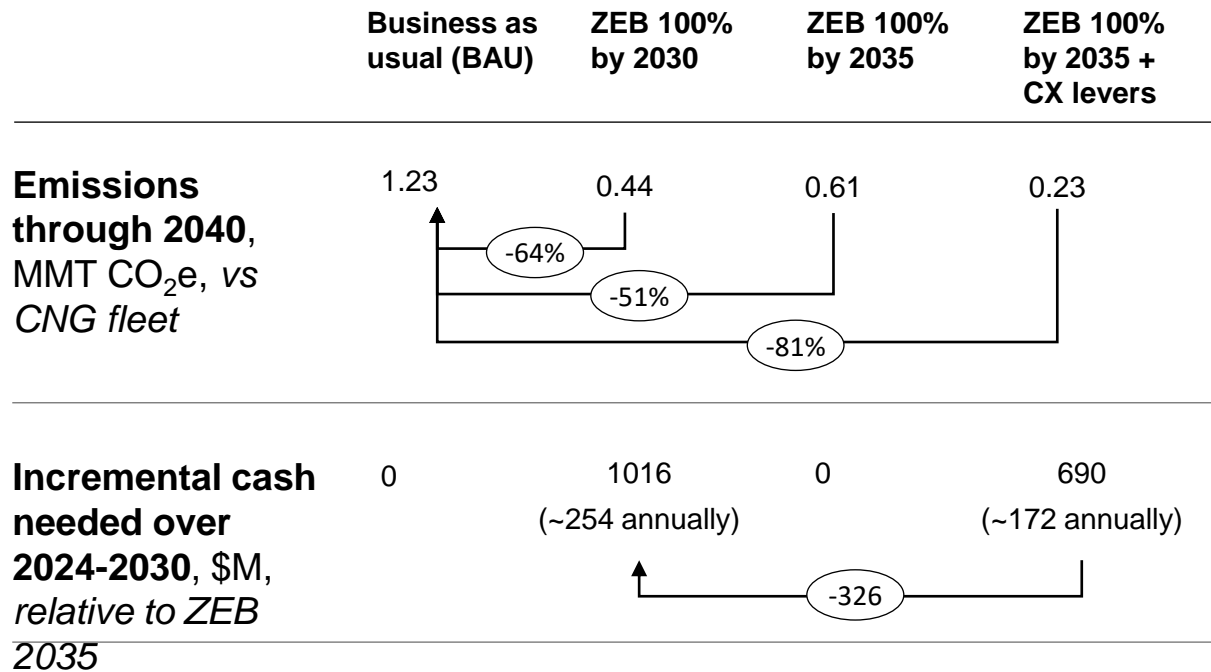 Business as
usual (BAU)
ZEB 100%
by 2030
ZEB 100%
by 2035
ZEB 100%
by 2035 +
CX levers
Emissions
through 2040,
MMT CO₂e, vs
CNG fleet
1.23
0.44
0.61
0.23
-64%
-51%
-81%
Incremental cash
needed over
2024-2030, $M,
relative to ZEB
2035
0
1016
(~254 annually)
0
690
(~172 annually)
-326